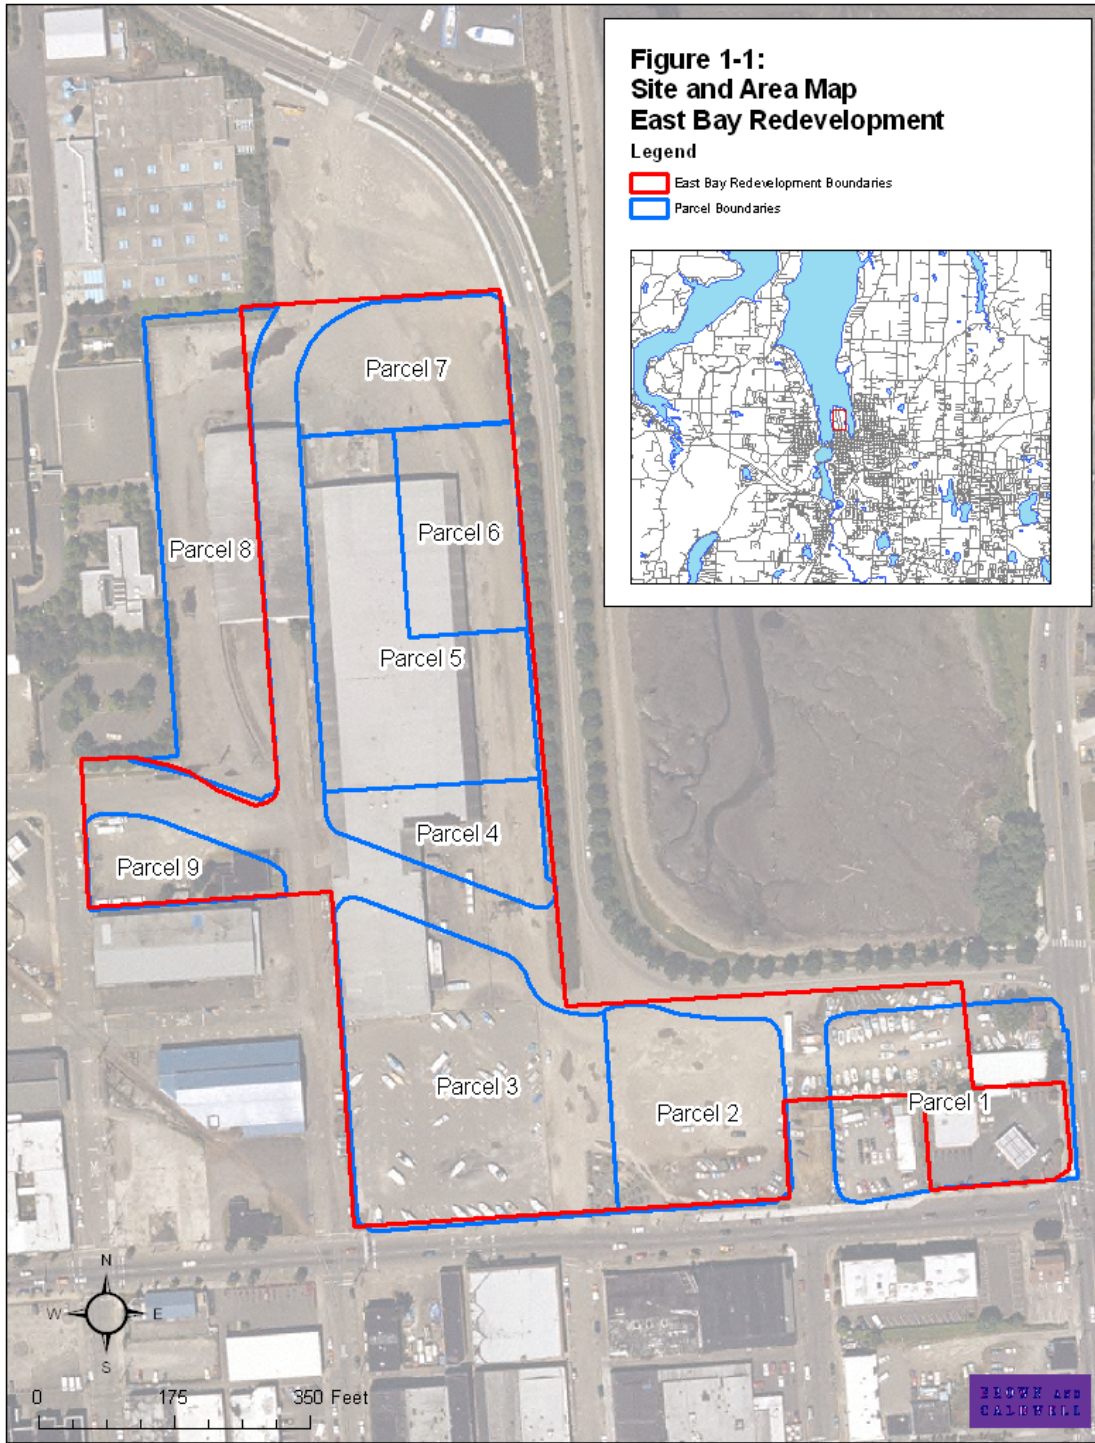 Figure 1-1:
Site and Area Map
East Bay Redevelopment
Legend
East Bay Redevelopment Boundaries
Parcel Boundaries
Parcel 7
Parcel 6
Parcel 8
Parcel 5
Parcel 4
Parcel 9
Parcel 3
Parcel 2
Parcel 1
N
W E
S
0 175 350 Feet
BROWN AND
CALDWELL